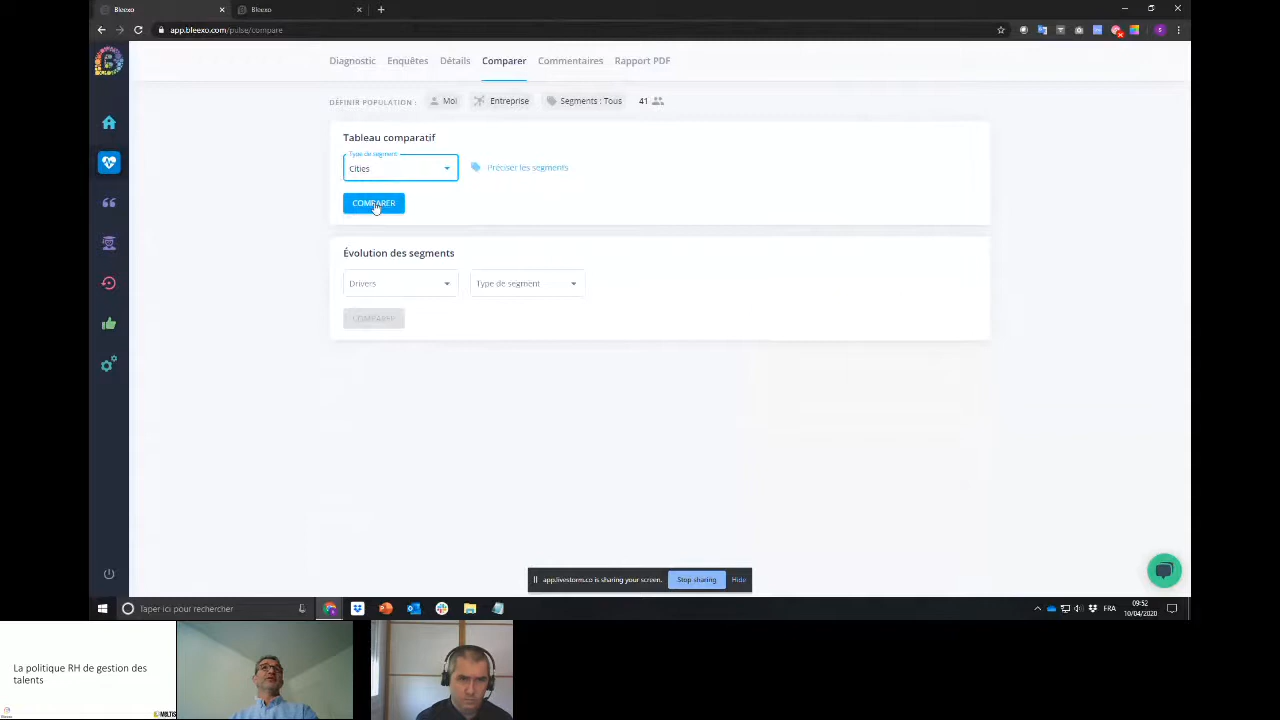 Bleexo
Bleexo
app.bleexo.com/pulse/compare
Diagnostic Enquêtes Détails Comparer Commentaires Rapport PDF
DÉFINIR POPULATION : Moi Entreprise Segments : Tous 41
Tableau comparatif
Type de segment
Cities
Préciser les segments
COMPARER
Évolution des segments
Drivers
Type de segment
COMPARER
app.livestorm.co is sharing your screen. Stop sharing Hide
Taper ici pour rechercher
FRA
09:52
10/04/2020
La politique RH de gestion des
talents
Bleexo
MOLTIS